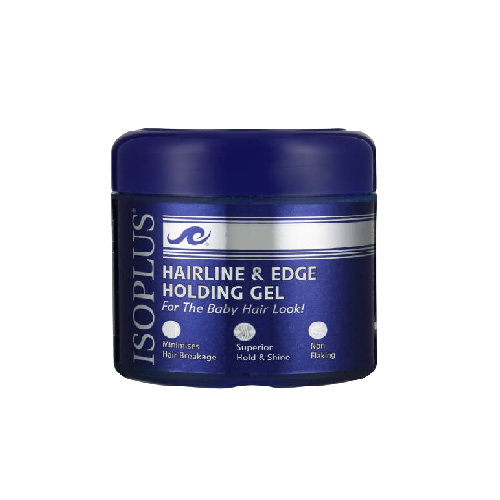 ISOPLUS®
HAIRLINE & EDGE
HOLDING GEL
For The Baby Hair Look!
Minimises
Hair Breakage
Superior
Hold & Shine
Non
Flaking